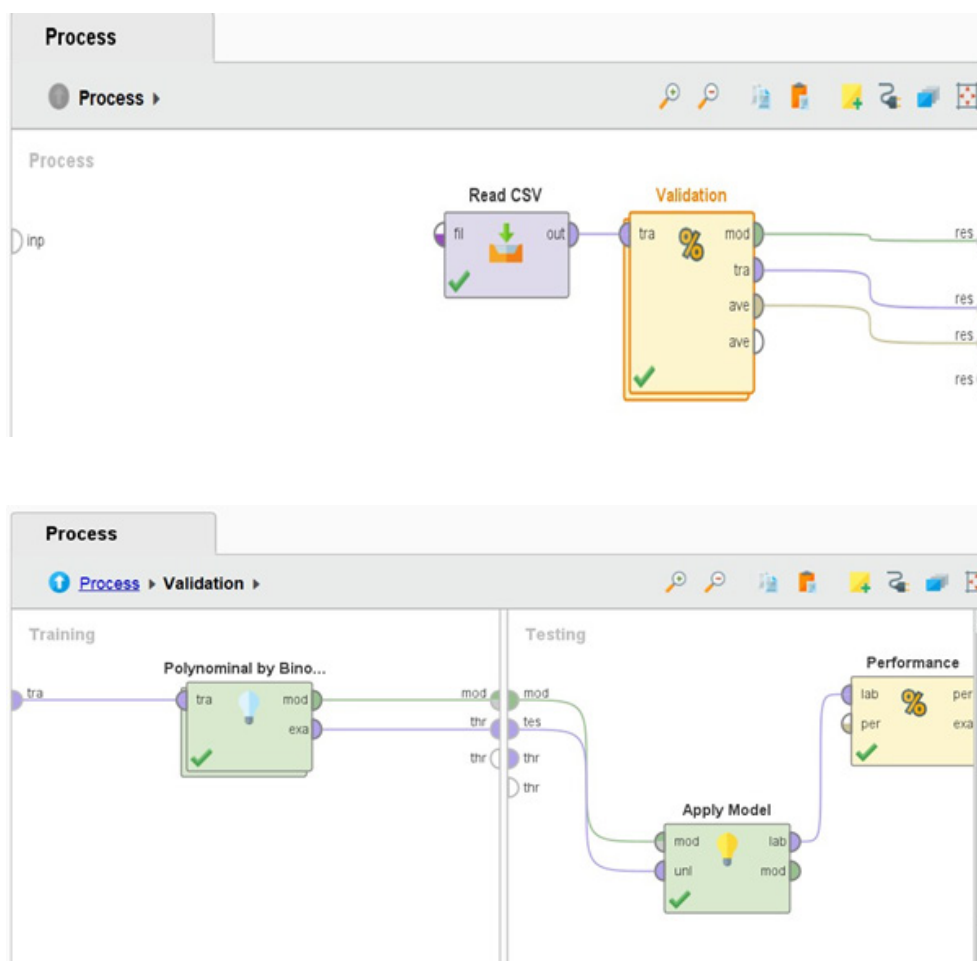 Process
Process
Process
Read CSV
Validation
inp
fil
out
tra
mod
res
tra
ave
res
ave
res
res
Process
Process Validation
Training
Testing
Polynominal by Bino...
Performance
tra
tra
mod
mod
mod
lab
per
exa
thr
tes
per
exa
thr
thr
thr
Apply Model
mod
lab
unl
mod